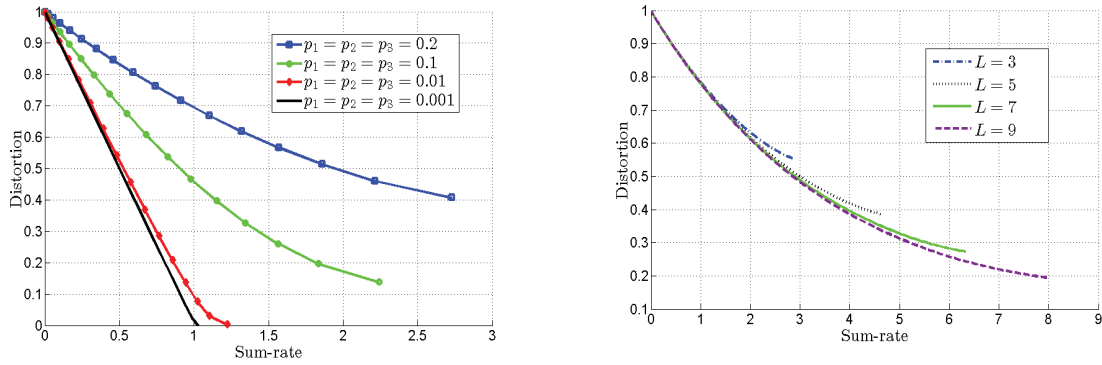 1
0.9
0.8
0.7
0.6
0.5
0.4
0.3
0.2
0.1
0
Distortion
0 0.5 1 1.5 2 2.5 3
Sum-rate
p₁ = p₂ = p₃ = 0.2
p₁ = p₂ = p₃ = 0.1
p₁ = p₂ = p₃ = 0.01
p₁ = p₂ = p₃ = 0.001
1
0.9
0.8
0.7
0.6
0.5
0.4
0.3
0.2
0.1
Distortion
0 1 2 3 4 5 6 7 8 9
Sum-rate
L = 3
L = 5
L = 7
L = 9